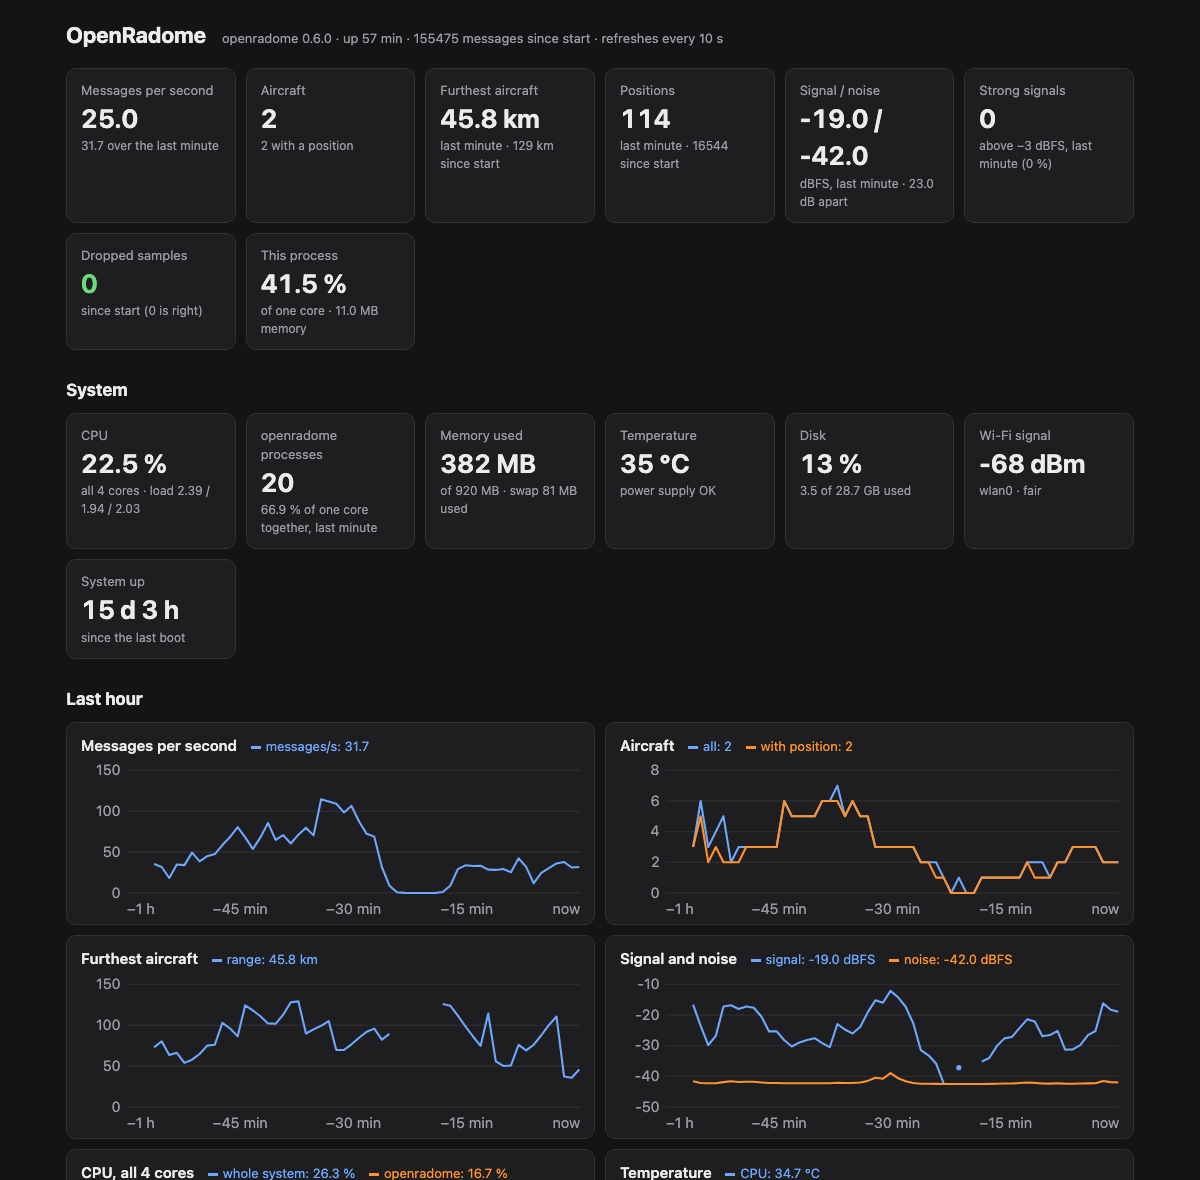 OpenRadome openradome 0.6.0 · up 57 min · 155475 messages since start · refreshes every 10 s
Messages per second
25.0
31.7 over the last minute
Aircraft
2
2 with a position
Furthest aircraft
45.8 km
last minute · 129 km
since start
Positions
114
last minute · 16544
since start
Signal / noise
-19.0 /
-42.0
dBFS, last minute · 23.0
dB apart
Strong signals
0
above −3 dBFS, last
minute (0 %)
Dropped samples
0
since start (0 is right)
This process
41.5 %
of one core · 11.0 MB
memory
System
CPU
22.5 %
all 4 cores · load 2.39 /
1.94 / 2.03
openradome
processes
20
66.9 % of one core
together, last minute
Memory used
382 MB
of 920 MB · swap 81 MB
used
Temperature
35 °C
power supply OK
Disk
13 %
3.5 of 28.7 GB used
Wi-Fi signal
-68 dBm
wlan0 · fair
System up
15 d 3 h
since the last boot
Last hour
Messages per second messages/s: 31.7
150
100
50
0
−1 h −45 min −30 min −15 min now
Aircraft all: 2 with position: 2
8
6
4
2
0
−1 h −45 min −30 min −15 min now
Furthest aircraft range: 45.8 km
150
100
50
0
−1 h −45 min −30 min −15 min now
Signal and noise signal: -19.0 dBFS noise: -42.0 dBFS
-10
-20
-30
-40
-50
−1 h −45 min −30 min −15 min now
CPU, all 4 cores whole system: 26.3 % openradome: 16.7 %
Temperature CPU: 34.7 °C